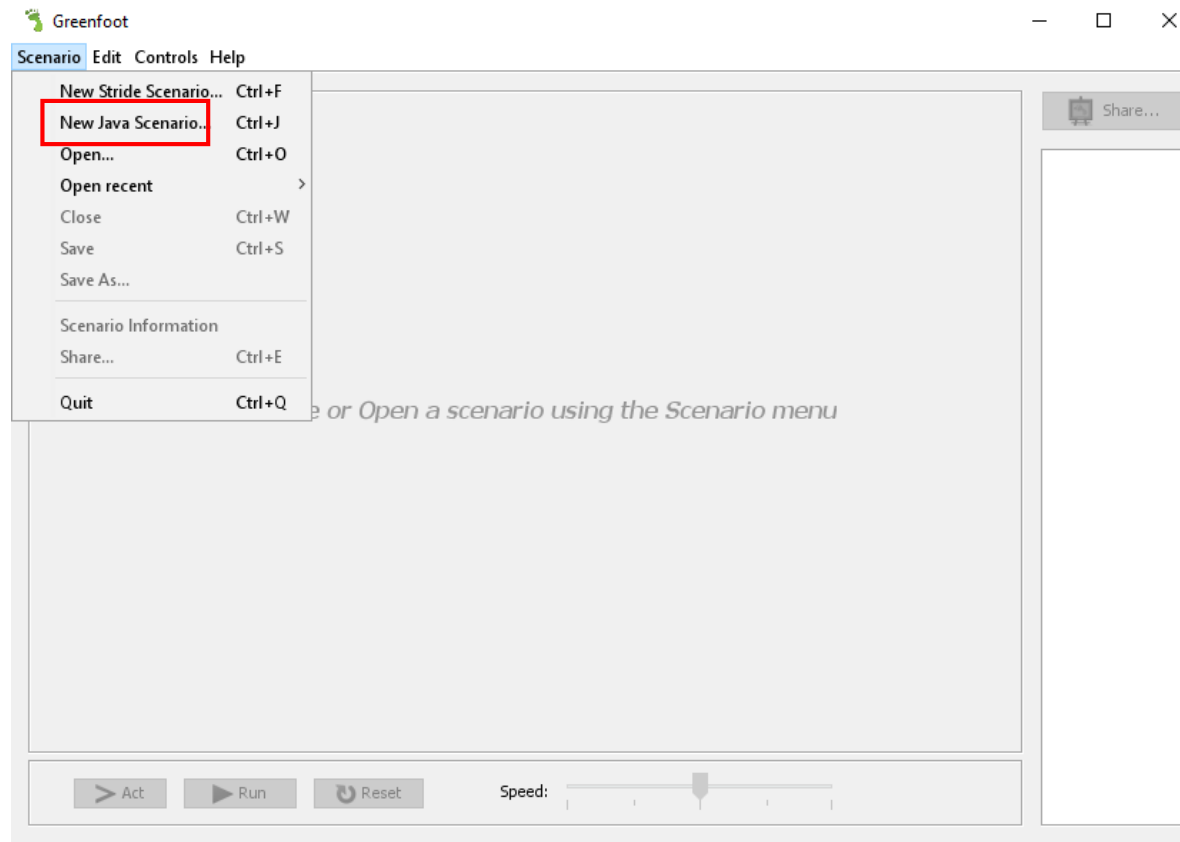 Greenfoot
Scenario Edit Controls Help
New Stride Scenario... Ctrl+F
New Java Scenario... Ctrl+J
Open... Ctrl+O
Open recent
Close Ctrl+W
Save Ctrl+S
Save As...
Scenario Information
Share... Ctrl+E
Quit Ctrl+Q
Share...
or Open a scenario using the Scenario menu
Act Run Reset Speed: